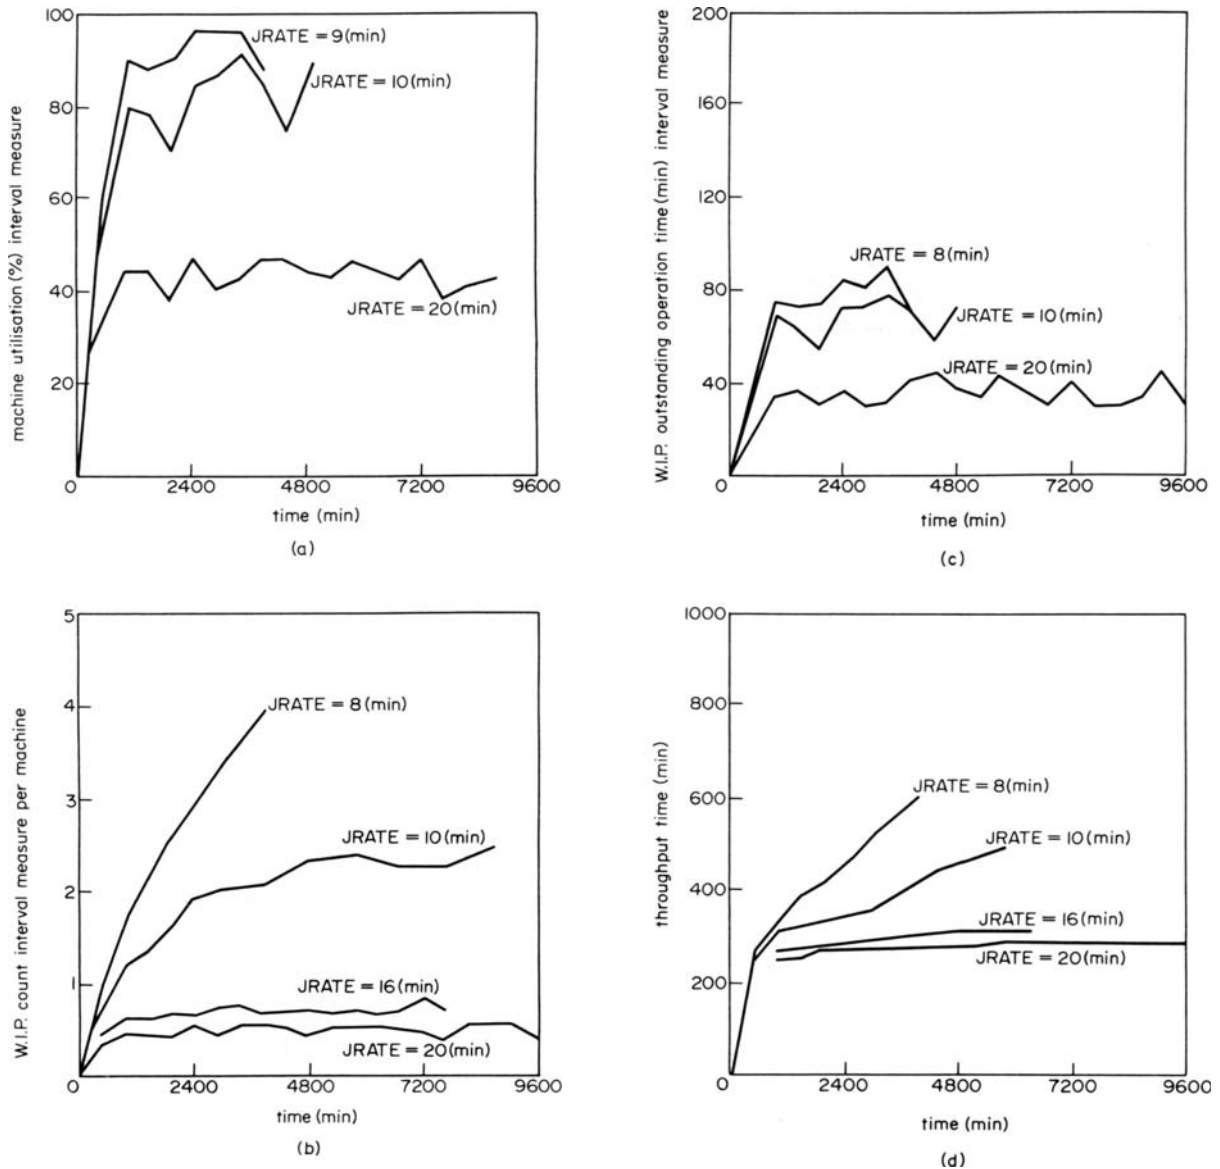 100
80
60
40
20
0
2400
4800
7200
9600
machine utilisation (%) interval measure
time (min)
JRATE = 9(min)
JRATE = 10(min)
JRATE = 20(min)
(a)
200
160
120
80
40
0
2400
4800
7200
9600
W.I.P. outstanding operation time (min) interval measure
time (min)
JRATE = 8(min)
JRATE = 10(min)
JRATE = 20(min)
(c)
5
4
3
2
1
0
2400
4800
7200
9600
W.I.P. count interval measure per machine
time (min)
JRATE = 8(min)
JRATE = 10(min)
JRATE = 16(min)
JRATE = 20(min)
(b)
1000
800
600
400
200
0
2400
4800
7200
9600
throughput time (min)
time (min)
JRATE = 8(min)
JRATE = 10(min)
JRATE = 16(min)
JRATE = 20(min)
(d)